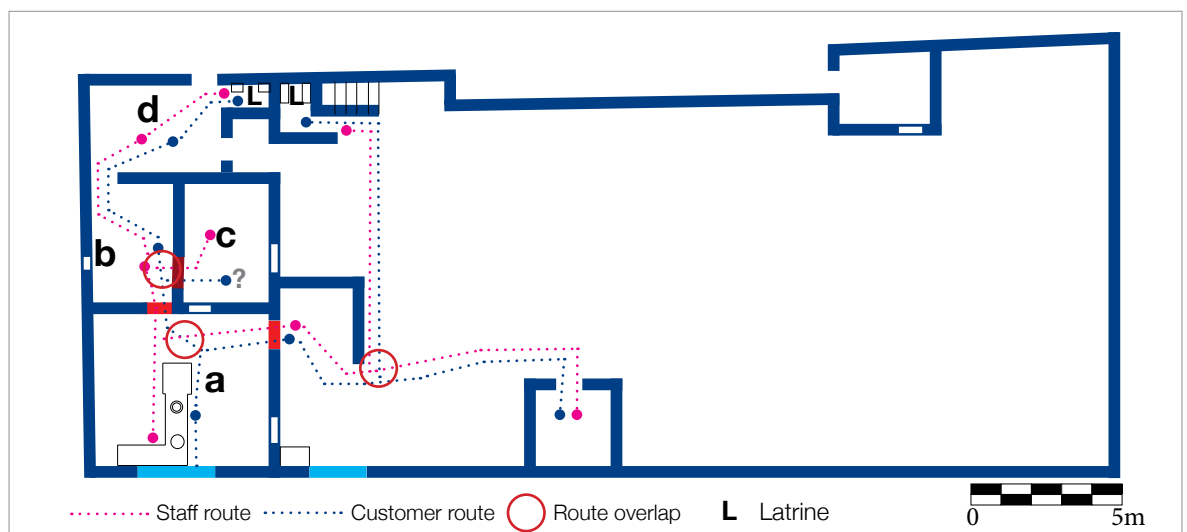 d
L
L
b
c
?
a
Staff route
Customer route
Route overlap
L Latrine
0
5m